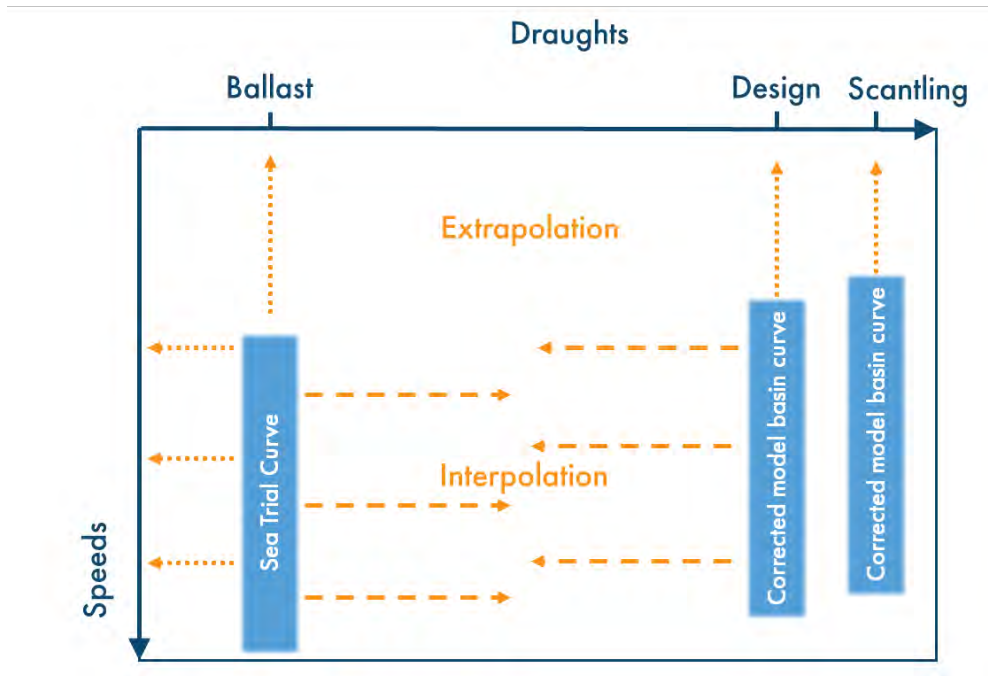 Draughts
Ballast
Design
Scantling
Extrapolation
Interpolation
Sea Trial Curve
Corrected model basin curve
Corrected model basin curve
Speeds